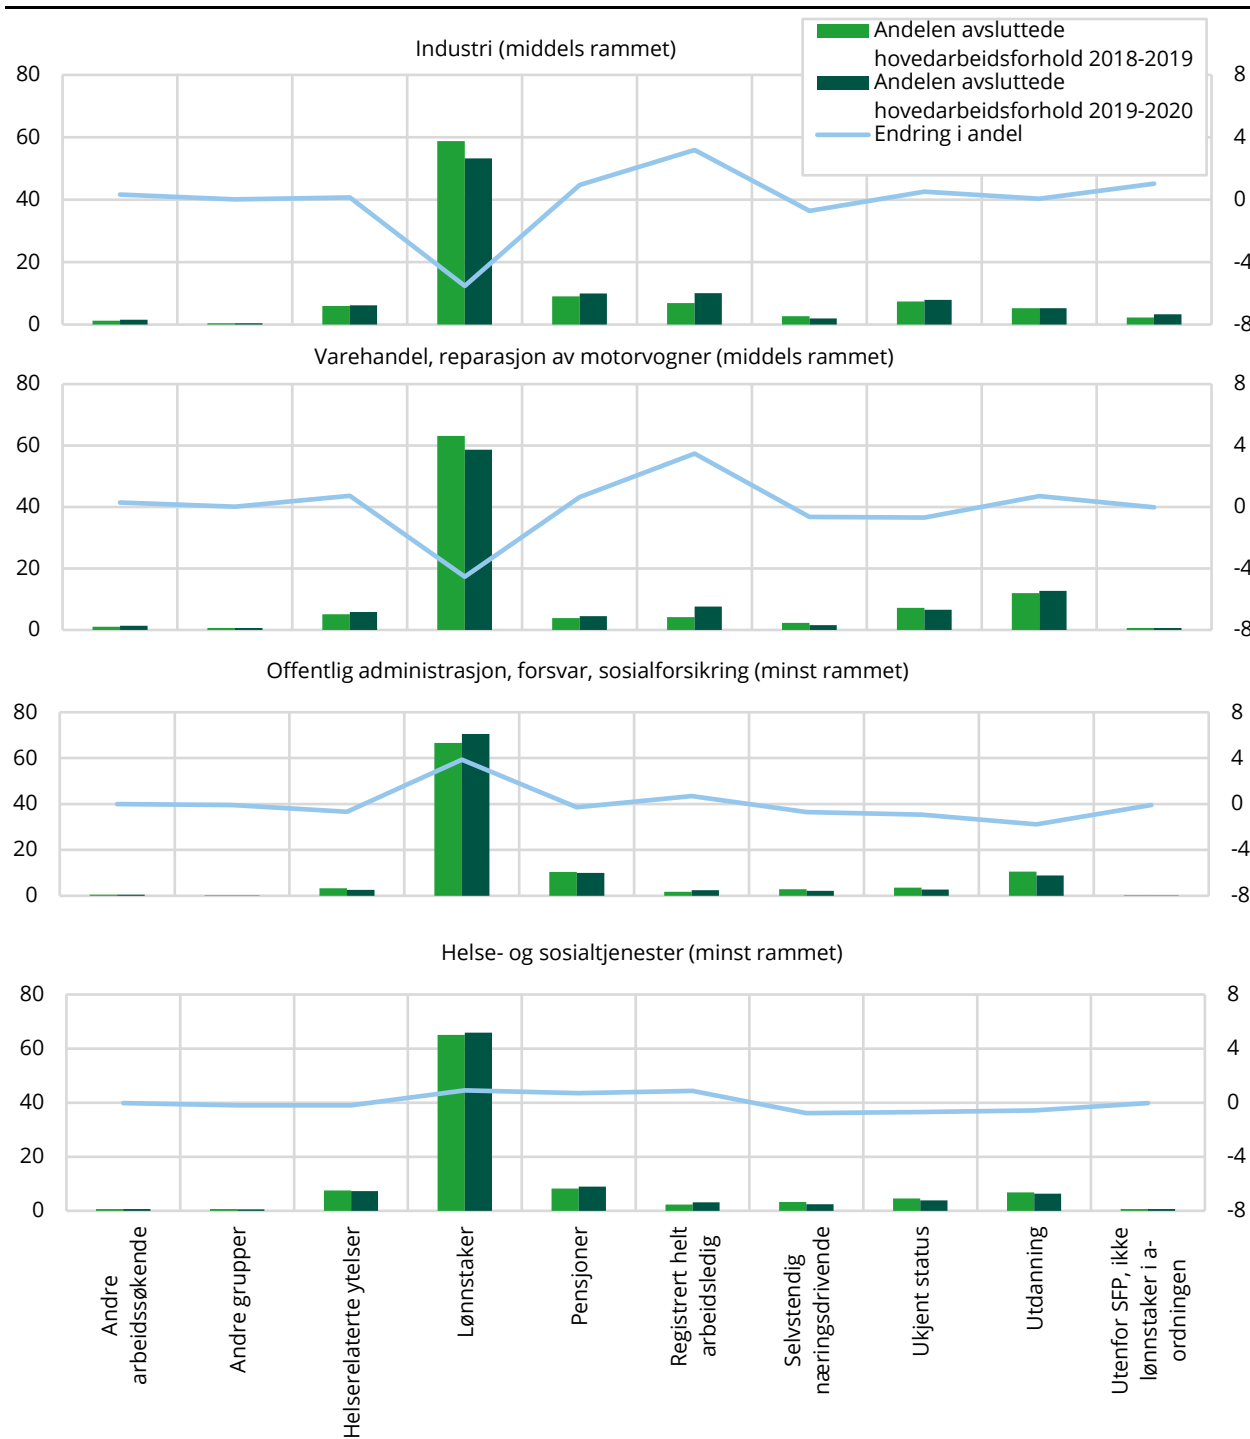 Industri (middels rammet)
Andelen avsluttede
hovedarbeidsforhold 2018-2019
Andelen avsluttede
hovedarbeidsforhold 2019-2020
Endring i andel
80
60
40
20
0
8
4
0
-4
-8
Varehandel, reparasjon av motorvogner (middels rammet)
80
60
40
20
0
8
4
0
-4
-8
Offentlig administrasjon, forsvar, sosialforsikring (minst rammet)
80
60
40
20
0
8
4
0
-4
-8
Helse- og sosialtjenester (minst rammet)
80
60
40
20
0
8
4
0
-4
-8
Andre
arbeidssøkende
Andre grupper
Helserelaterte ytelser
Lønnstaker
Pensjoner
Registrert helt
arbeidsledig
Selvstendig
næringsdrivende
Ukjent status
Utdanning
Utenfor SFP, ikke
lønnstaker i a-
ordningen